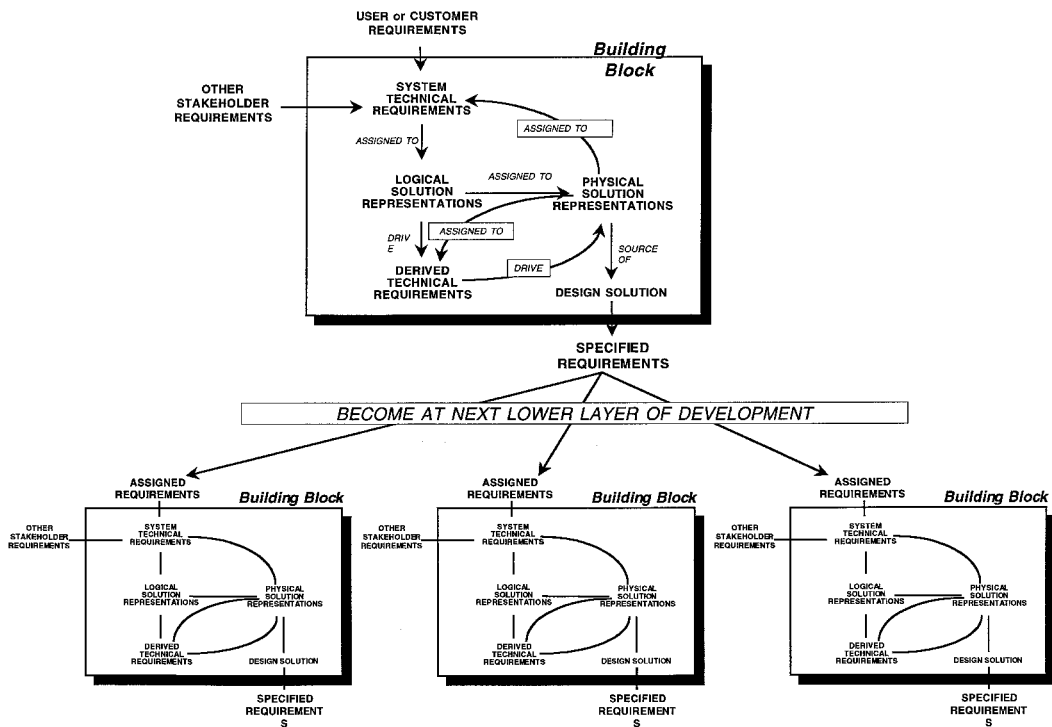 USER or CUSTOMER
REQUIREMENTS
Building
Block
OTHER
STAKEHOLDER
REQUIREMENTS
SYSTEM
TECHNICAL
REQUIREMENTS
ASSIGNED TO
ASSIGNED TO
LOGICAL
SOLUTION
REPRESENTATIONS
ASSIGNED TO
PHYSICAL
SOLUTION
REPRESENTATIONS
DRIV
E
ASSIGNED TO
SOURCE
OF
DERIVED
TECHNICAL
REQUIREMENTS
DRIVE
DESIGN SOLUTION
SPECIFIED
REQUIREMENTS
BECOME AT NEXT LOWER LAYER OF DEVELOPMENT
ASSIGNED
REQUIREMENTS
Building Block
OTHER
STAKEHOLDER
REQUIREMENTS
SYSTEM
TECHNICAL
REQUIREMENTS
LOGICAL
SOLUTION
REPRESENTATIONS
PHYSICAL
SOLUTION
REPRESENTATIONS
DERIVED
TECHNICAL
REQUIREMENTS
DESIGN SOLUTION
SPECIFIED
REQUIREMENT
S
ASSIGNED
REQUIREMENTS
Building Block
OTHER
STAKEHOLDER
REQUIREMENTS
SYSTEM
TECHNICAL
REQUIREMENTS
LOGICAL
SOLUTION
REPRESENTATIONS
PHYSICAL
SOLUTION
REPRESENTATIONS
DERIVED
TECHNICAL
REQUIREMENTS
DESIGN SOLUTION
SPECIFIED
REQUIREMENT
S
ASSIGNED
REQUIREMENTS
Building Block
OTHER
STAKEHOLDER
REQUIREMENTS
SYSTEM
TECHNICAL
REQUIREMENTS
LOGICAL
SOLUTION
REPRESENTATIONS
PHYSICAL
SOLUTION
REPRESENTATIONS
DERIVED
TECHNICAL
REQUIREMENTS
DESIGN SOLUTION
SPECIFIED
REQUIREMENT
S